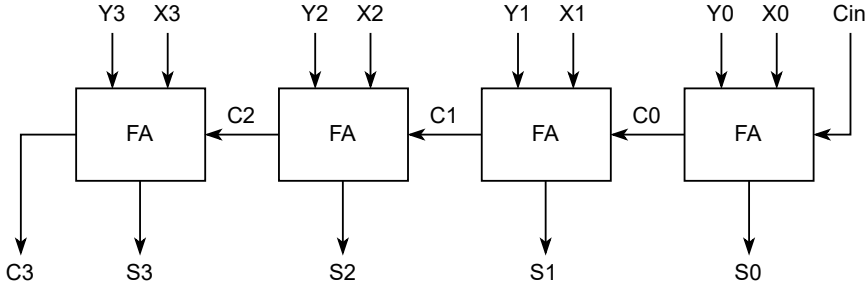 Y3 X3 Y2 X2 Y1 X1 Y0 X0 Cin
C2 C1 C0
FA FA FA FA
C3 S3 S2 S1 S0